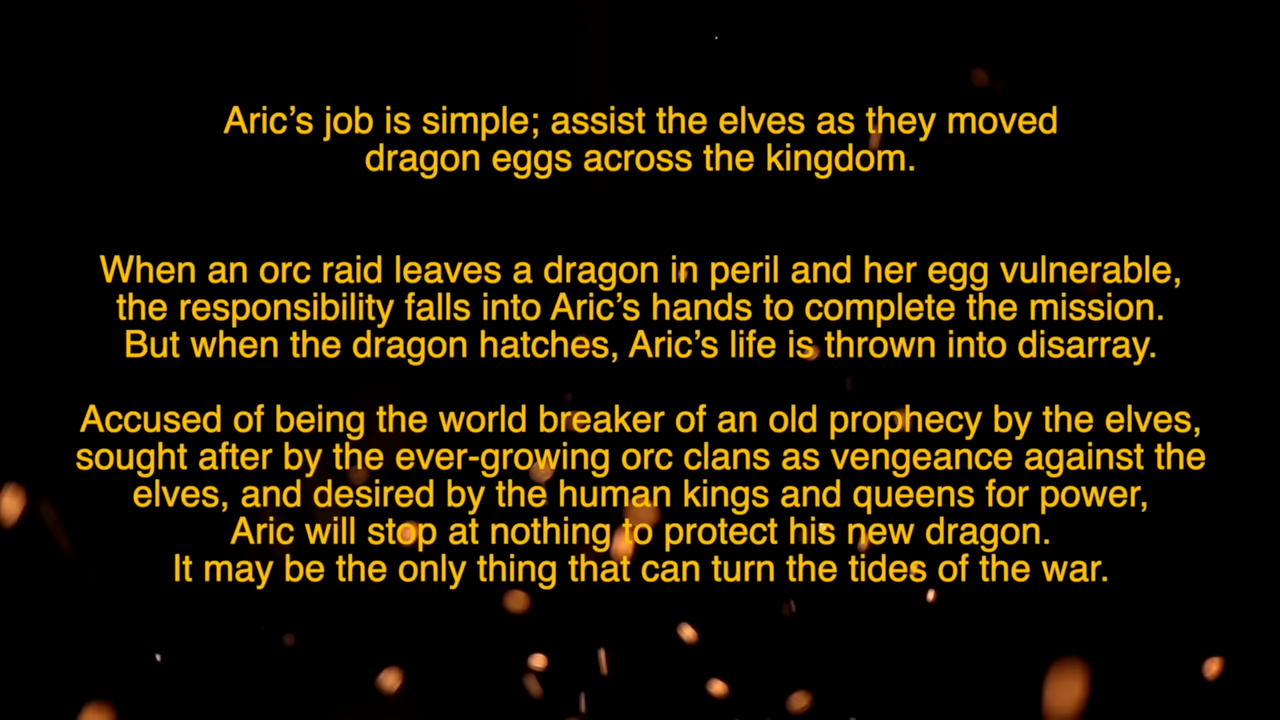 Aric’s job is simple; assist the elves as they moved
dragon eggs across the kingdom.
When an orc raid leaves a dragon in peril and her egg vulnerable,
the responsibility falls into Aric’s hands to complete the mission.
But when the dragon hatches, Aric’s life is thrown into disarray.
Accused of being the world breaker of an old prophecy by the elves,
sought after by the ever-growing orc clans as vengeance against the
elves, and desired by the human kings and queens for power,
Aric will stop at nothing to protect his new dragon.
It may be the only thing that can turn the tides of the war.